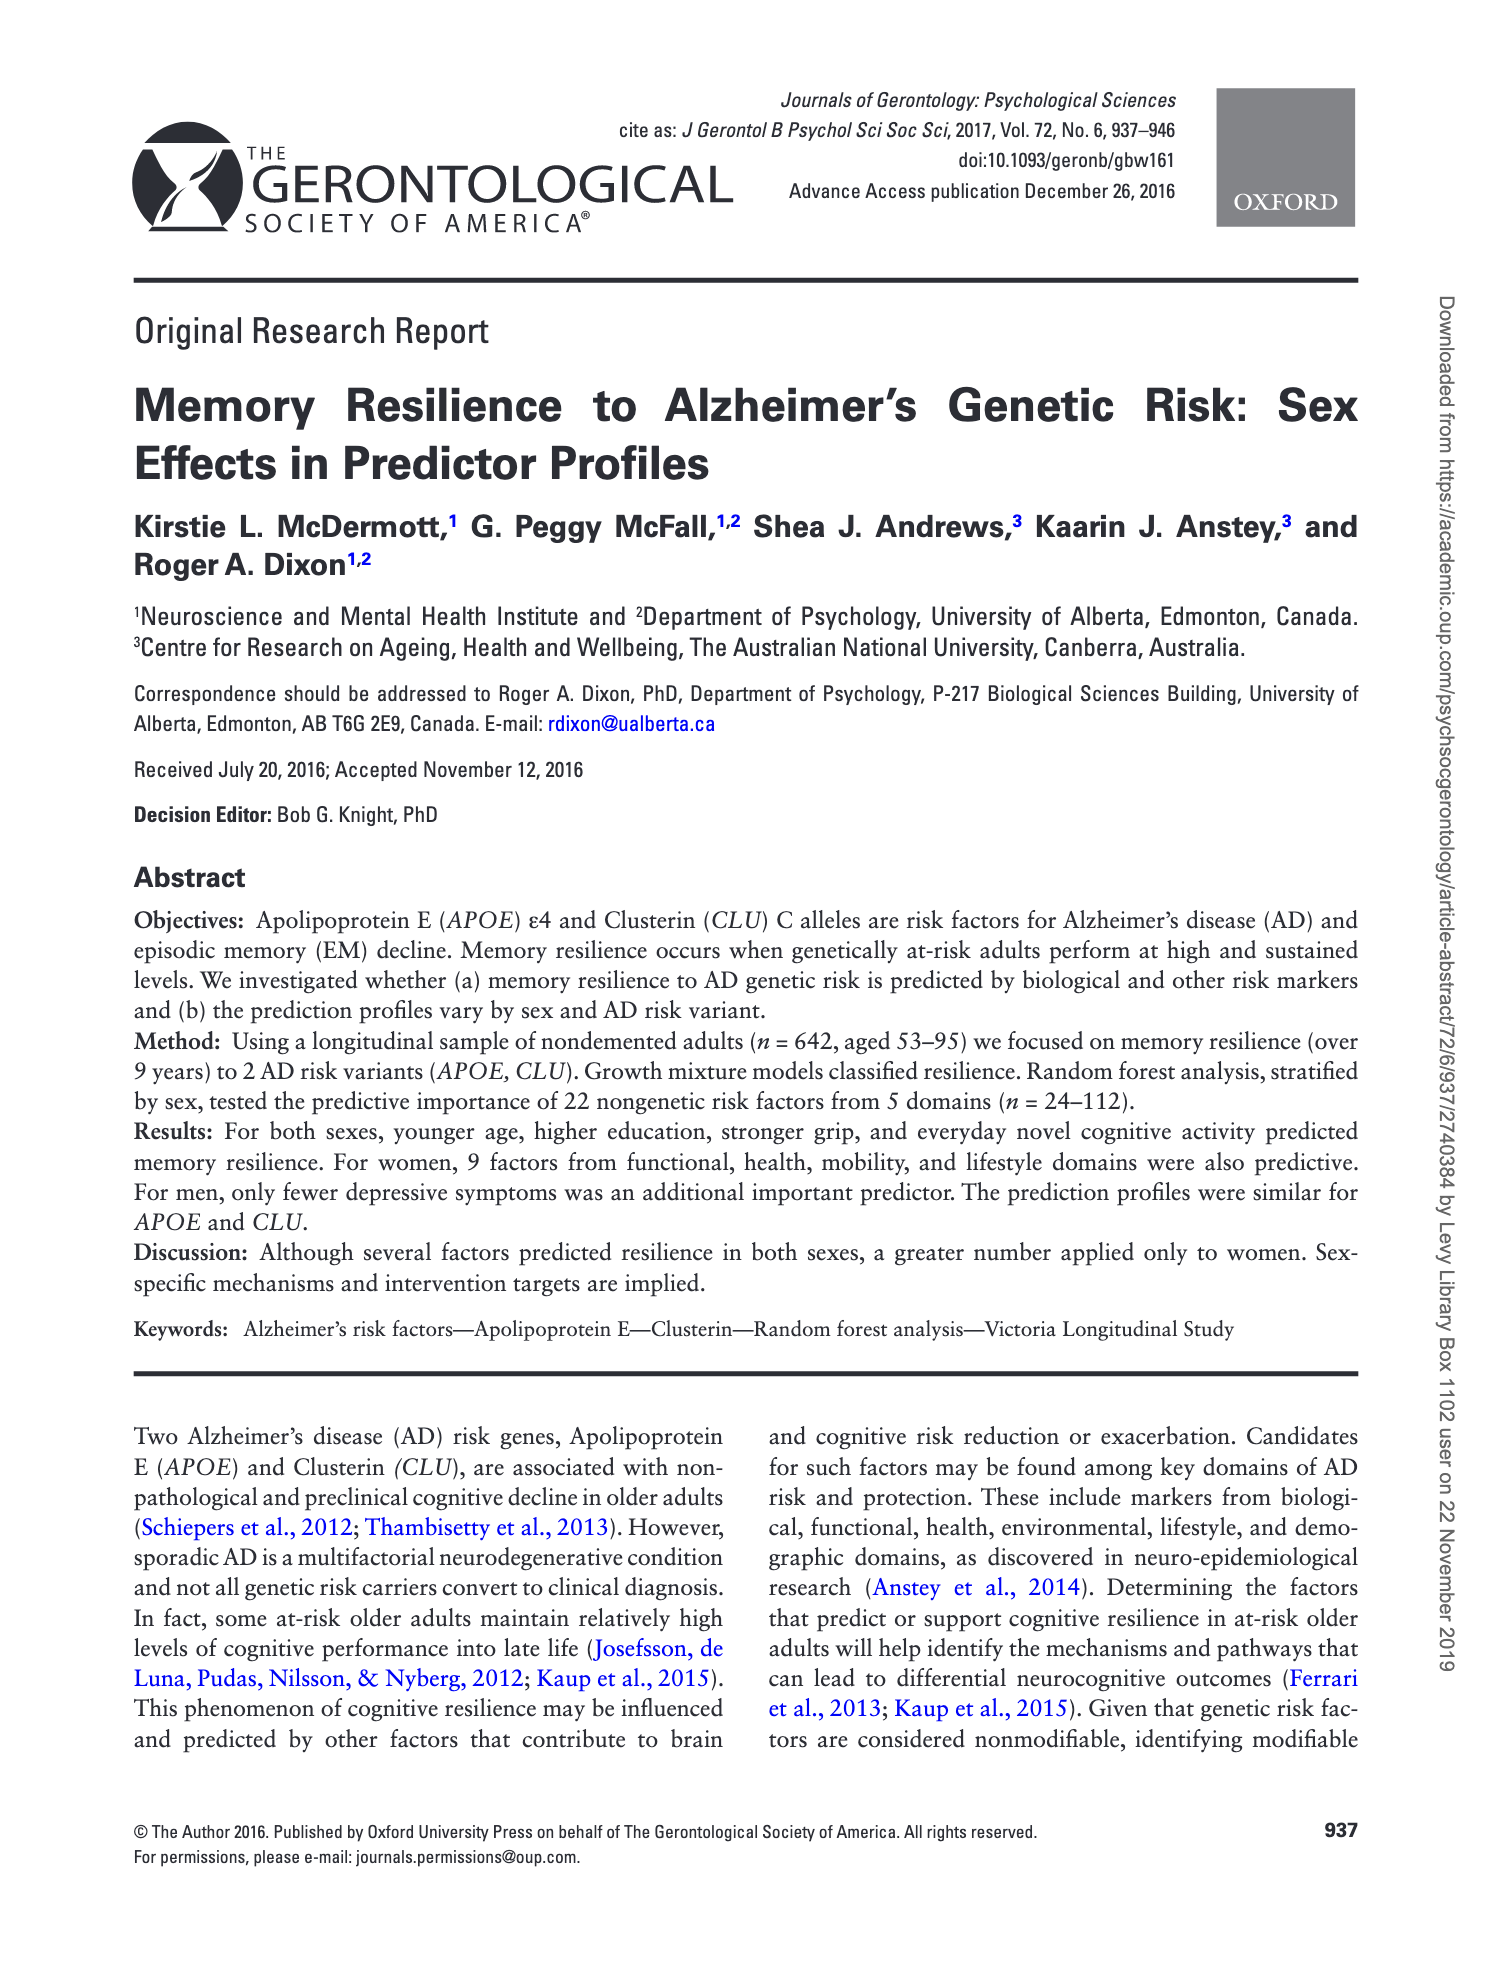 Journals of Gerontology: Psychological Sciences
cite as: J Gerontol B Psychol Sci Soc Sci, 2017, Vol. 72, No. 6, 937–946
doi:10.1093/geronb/gbw161
Advance Access publication December 26, 2016
THE
GERONTOLOGICAL
SOCIETY OF AMERICA®
OXFORD
Original Research Report
Memory Resilience to Alzheimer’s Genetic Risk: Sex
Effects in Predictor Profiles
Kirstie L. McDermott,1 G. Peggy McFall,1,2 Shea J. Andrews,3 Kaarin J. Anstey,3 and
Roger A. Dixon1,2
1Neuroscience and Mental Health Institute and 2Department of Psychology, University of Alberta, Edmonton, Canada.
3Centre for Research on Ageing, Health and Wellbeing, The Australian National University, Canberra, Australia.
Correspondence should be addressed to Roger A. Dixon, PhD, Department of Psychology, P-217 Biological Sciences Building, University of
Alberta, Edmonton, AB T6G 2E9, Canada. E-mail: rdixon@ualberta.ca
Received July 20, 2016; Accepted November 12, 2016
Decision Editor: Bob G. Knight, PhD
Abstract
Objectives: Apolipoprotein E (APOE) ε4 and Clusterin (CLU) C alleles are risk factors for Alzheimer’s disease (AD) and
episodic memory (EM) decline. Memory resilience occurs when genetically at-risk adults perform at high and sustained
levels. We investigated whether (a) memory resilience to AD genetic risk is predicted by biological and other risk markers
and (b) the prediction profiles vary by sex and AD risk variant.
Method: Using a longitudinal sample of nondemented adults (n = 642, aged 53–95) we focused on memory resilience (over
9 years) to 2 AD risk variants (APOE, CLU). Growth mixture models classified resilience. Random forest analysis, stratified
by sex, tested the predictive importance of 22 nongenetic risk factors from 5 domains (n = 24–112).
Results: For both sexes, younger age, higher education, stronger grip, and everyday novel cognitive activity predicted
memory resilience. For women, 9 factors from functional, health, mobility, and lifestyle domains were also predictive.
For men, only fewer depressive symptoms was an additional important predictor. The prediction profiles were similar for
APOE and CLU.
Discussion: Although several factors predicted resilience in both sexes, a greater number applied only to women. Sex-
specific mechanisms and intervention targets are implied.
Keywords: Alzheimer’s risk factors—Apolipoprotein E—Clusterin—Random forest analysis—Victoria Longitudinal Study
Two Alzheimer’s disease (AD) risk genes, Apolipoprotein
E (APOE) and Clusterin (CLU), are associated with non-
pathological and preclinical cognitive decline in older adults
(Schiepers et al., 2012; Thambisetty et al., 2013). However,
sporadic AD is a multifactorial neurodegenerative condition
and not all genetic risk carriers convert to clinical diagnosis.
In fact, some at-risk older adults maintain relatively high
levels of cognitive performance into late life (Josefsson, de
Luna, Pudas, Nilsson, & Nyberg, 2012; Kaup et al., 2015).
This phenomenon of cognitive resilience may be influenced
and predicted by other factors that contribute to brain
and cognitive risk reduction or exacerbation. Candidates
for such factors may be found among key domains of AD
risk and protection. These include markers from biologi-
cal, functional, health, environmental, lifestyle, and demo-
graphic domains, as discovered in neuro-epidemiological
research (Anstey et al., 2014). Determining the factors
that predict or support cognitive resilience in at-risk older
adults will help identify the mechanisms and pathways that
can lead to differential neurocognitive outcomes (Ferrari
et al., 2013; Kaup et al., 2015). Given that genetic risk fac-
tors are considered nonmodifiable, identifying modifiable
© The Author 2016. Published by Oxford University Press on behalf of The Gerontological Society of America. All rights reserved.
For permissions, please e-mail: journals.permissions@oup.com.
937
Downloaded from https://academic.oup.com/psychsocgerontology/article-abstract/72/6/937/2740384 by Levy Library Box 1102 user on 22 November 2019